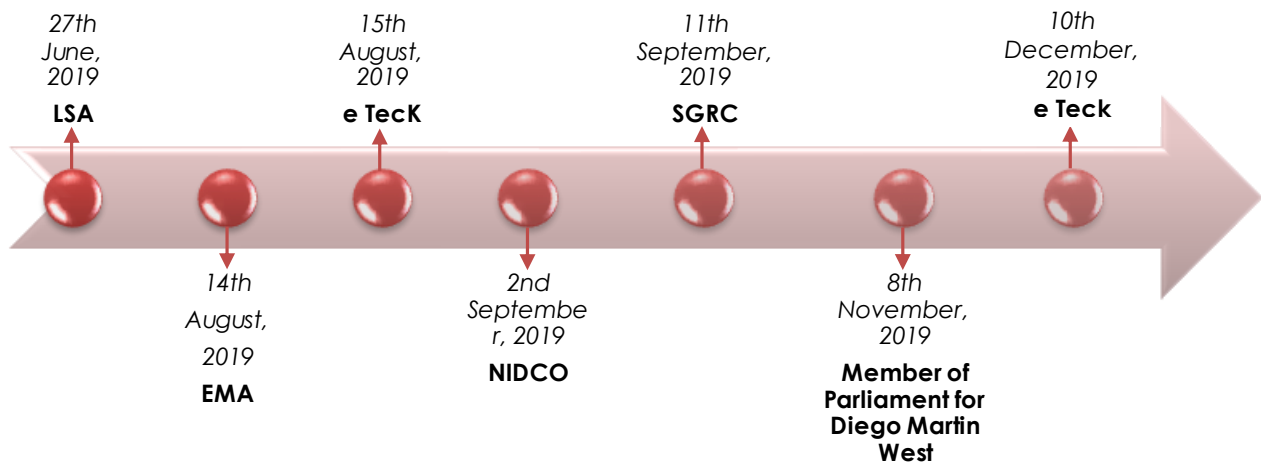 27th
June,
2019
LSA
14th
August,
2019
EMA
15th
August,
2019
e TecK
2nd
Septembe
r, 2019
NIDCO
11th
September,
2019
SGRC
8th
November,
2019
Member of
Parliament for
Diego Martin
West
10th
December,
2019
e Teck